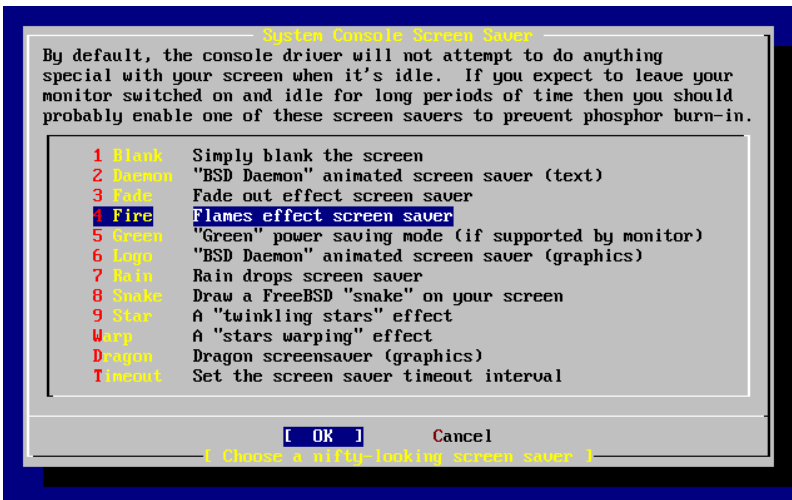 System Console Screen Saver
By default, the console driver will not attempt to do anything
special with your screen when it's idle.  If you expect to leave your
monitor switched on and idle for long periods of time then you should
probably enable one of these screen savers to prevent phosphor burn-in.
1 Blank    Simply blank the screen
2 Daemon   "BSD Daemon" animated screen saver (text)
3 Fade     Fade out effect screen saver
4 Fire     Flames effect screen saver
5 Green    "Green" power saving mode (if supported by monitor)
6 Logo     "BSD Daemon" animated screen saver (graphics)
7 Rain     Rain drops screen saver
8 Snake    Draw a FreeBSD "snake" on your screen
9 Star     A "twinkling stars" effect
Warp       A "stars warping" effect
Dragon     Dragon screensaver (graphics)
Timeout    Set the screen saver timeout interval
[  OK  ]       Cancel
[ Choose a nifty-looking screen saver ]